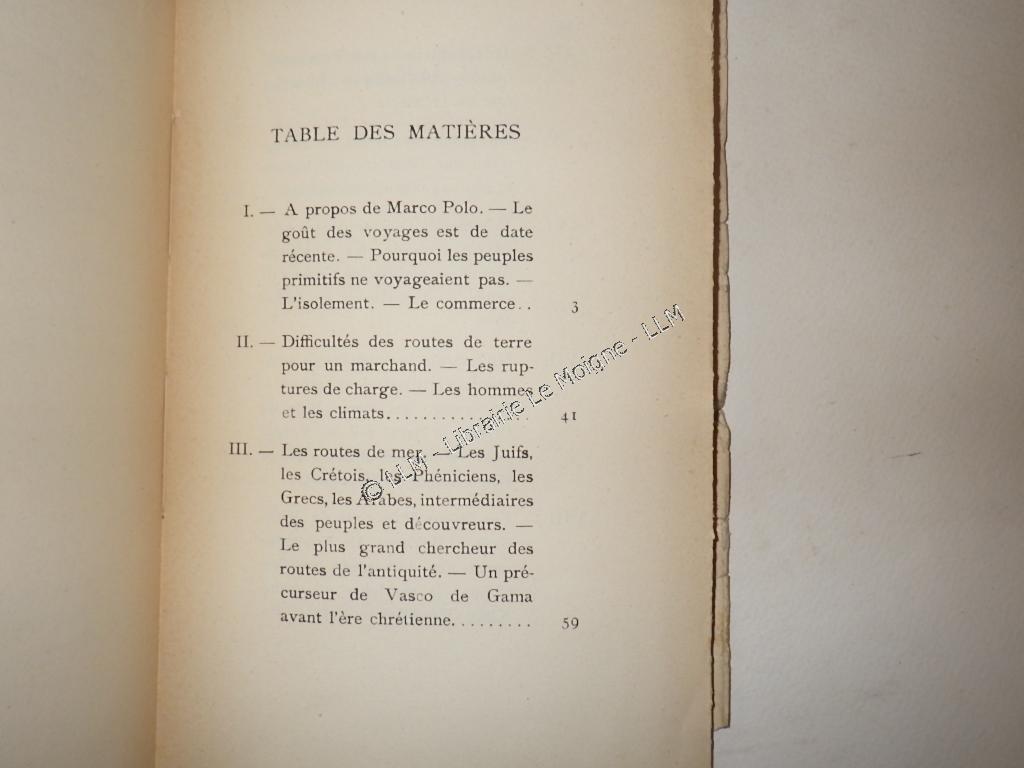 TABLE DES MATIÈRES
I. — A propos de Marco Polo. — Le
goût des voyages est de date
récente. — Pourquoi les peuples
primitifs ne voyageaient pas. —
L'isolement. — Le commerce.. 3
II. — Difficultés des routes de terre
pour un marchand. — Les rup-
tures de charge. — Les hommes
et les climats................ 41
III. — Les routes de mer. — Les Juifs,
les Crétois, les Phéniciens, les
Grecs, les Arabes, intermédiaires
des peuples et découvreurs. —
Le plus grand chercheur des
routes de l'antiquité. — Un pré-
curseur de Vasco de Gama
avant l'ère chrétienne......... 59
© LLM - Librairie Le Moigne - LLM